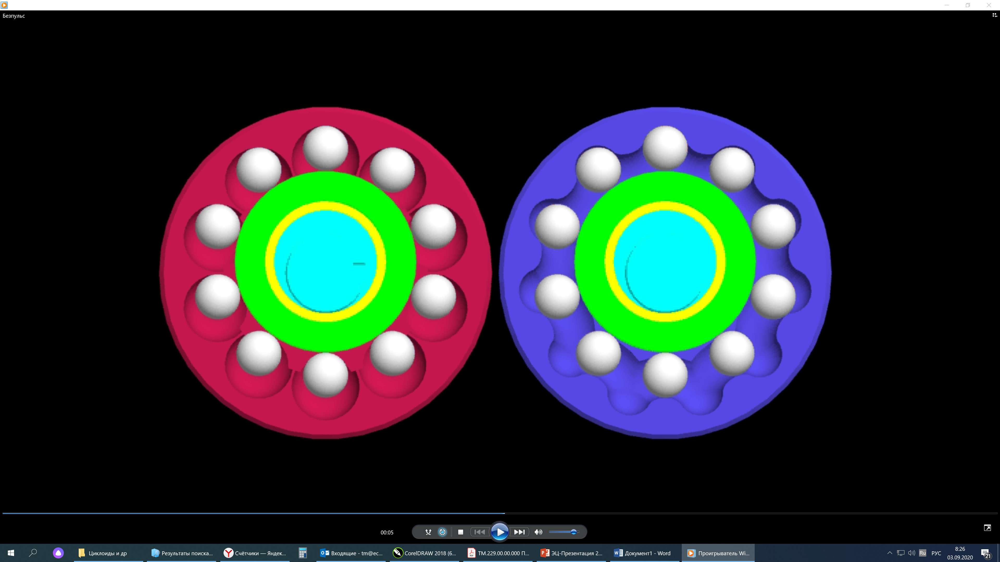 Безпульс
00:05
Циклоиды и др
Результаты поиска...
Счётчики — Яндек...
Входящие - tm@ec...
CorelDRAW 2018 (6...
ТМ.229.00.00.000 П...
ЭЦ-Презентация 2...
Документ1 - Word
Проигрыватель Wi...
Ru
РУС
8:26
03.09.2020
21